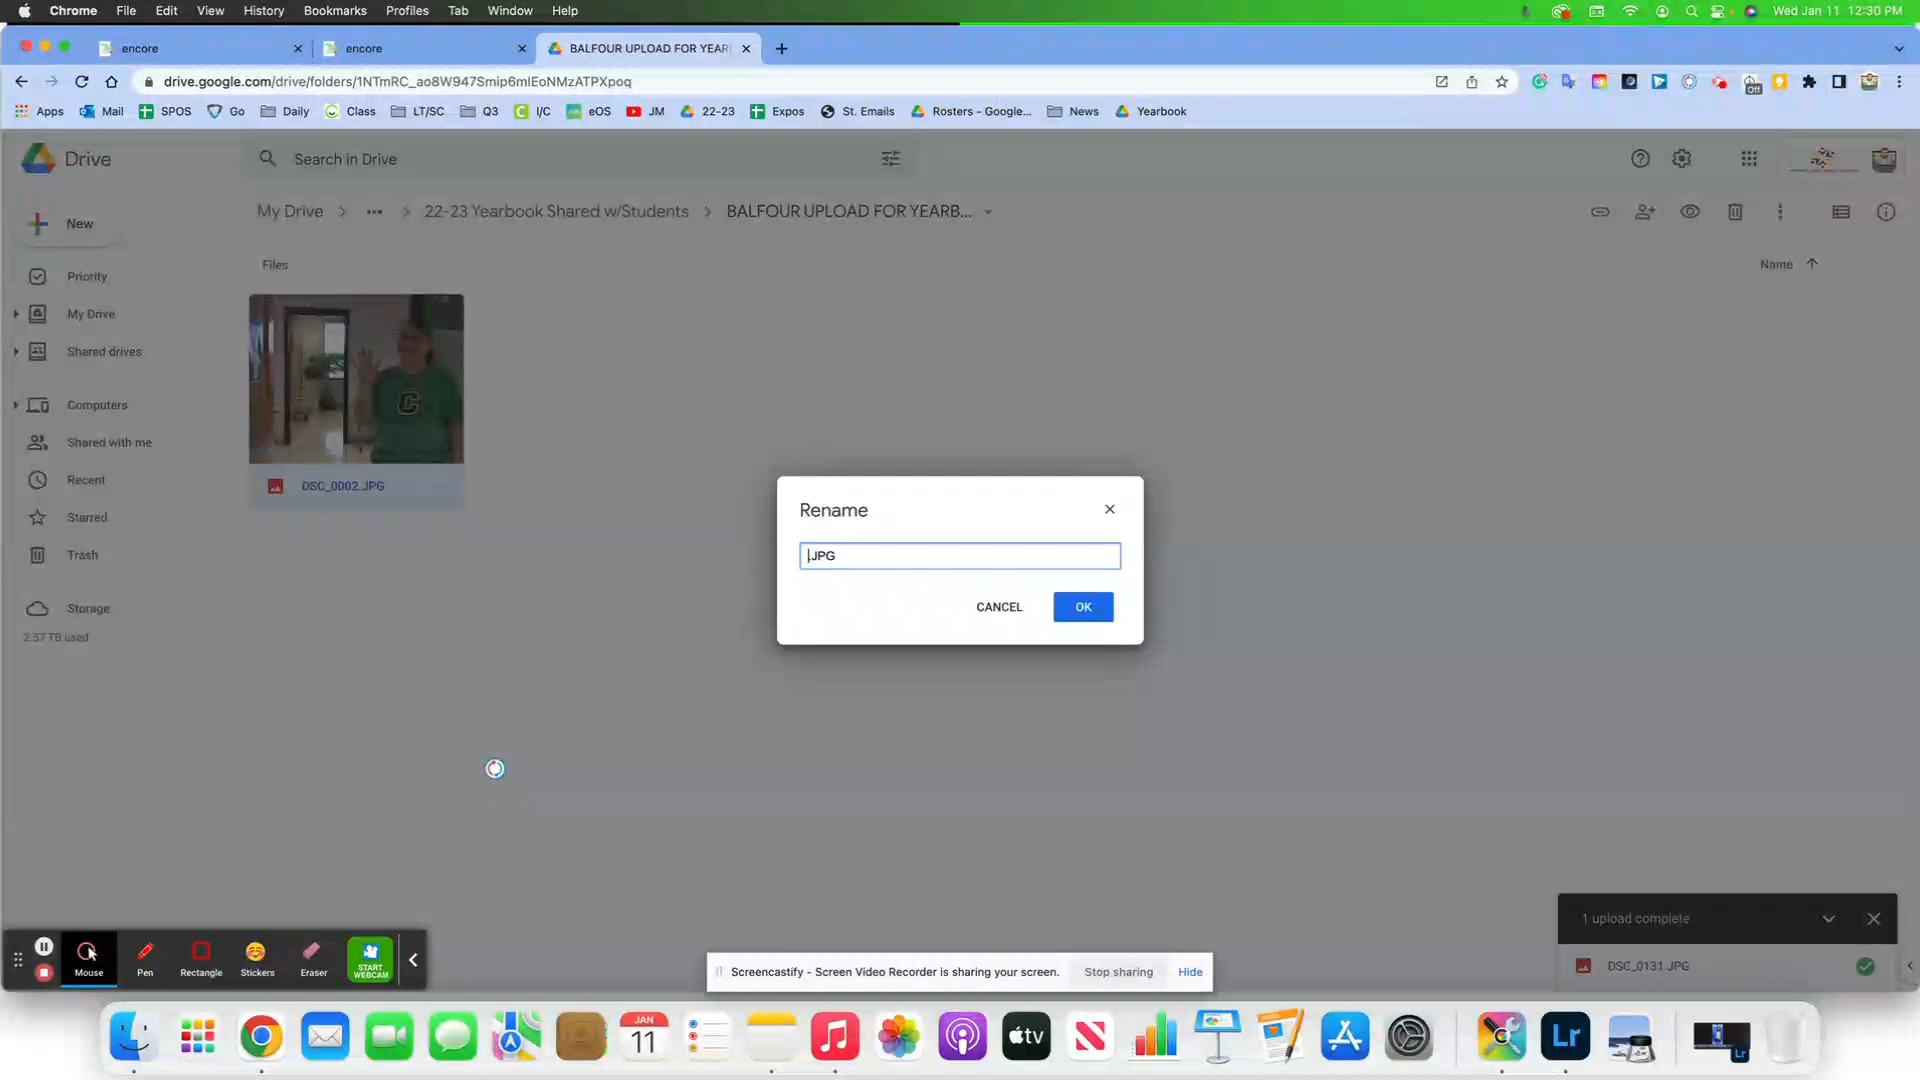 Chrome File Edit View History Bookmarks Profiles Tab Window Help Wed Jan 11 12:30 PM
encore encore BALFOUR UPLOAD FOR YEAR
drive.google.com/drive/folders/1NTmRC_ao8W947Smip6mIEoNMzATPXpoq
Apps Mail SPOS Go Daily Class LT/SC Q3 I/C eOS JM 22-23 Expos St. Emails Rosters - Google... News Yearbook
Drive Search in Drive
New My Drive ••• 22-23 Yearbook Shared w/Students BALFOUR UPLOAD FOR YEARB...
Files Name
Priority
My Drive
Shared drives
Computers
Shared with me
Recent
Starred
Trash
Storage
2.57 TB used
C
DSC_0002.JPG
Rename
.JPG
CANCEL OK
1 upload complete
DSC_0131.JPG
Mouse Pen Rectangle Stickers Eraser START WEBCAM
Screencastify - Screen Video Recorder is sharing your screen. Stop sharing Hide
JAN
11
tv
Lr
Lr